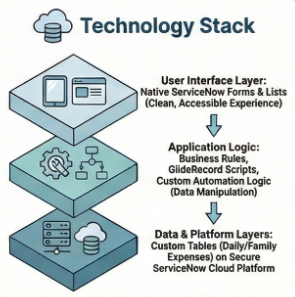 Technology Stack
User Interface Layer:
Native ServiceNow Forms & Lists
(Clean, Accessible Experience)
Application Logic:
Business Rules,
GlideRecord Scripts,
Custom Automation Logic
(Data Manipulation)
Data & Platform Layers:
Custom Tables (Daily/Family
Expenses) on Secure
ServiceNow Cloud Platform